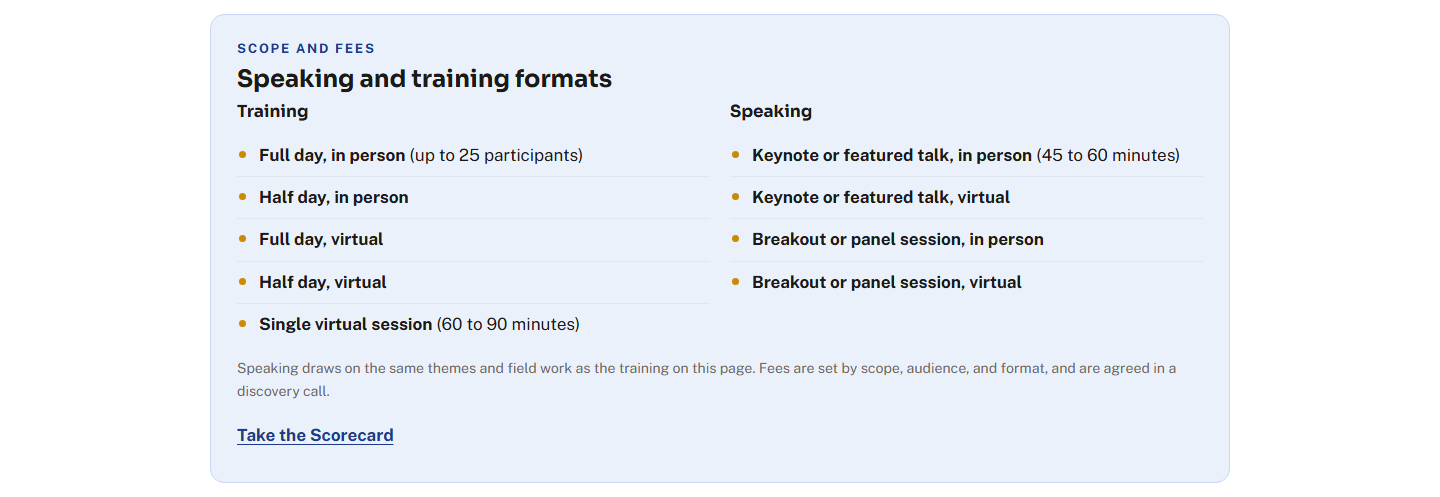 SCOPE AND FEES
Speaking and training formats
Training
Full day, in person (up to 25 participants)
Half day, in person
Full day, virtual
Half day, virtual
Single virtual session (60 to 90 minutes)
Speaking
Keynote or featured talk, in person (45 to 60 minutes)
Keynote or featured talk, virtual
Breakout or panel session, in person
Breakout or panel session, virtual
Speaking draws on the same themes and field work as the training on this page. Fees are set by scope, audience, and format, and are agreed in a
discovery call.
Take the Scorecard